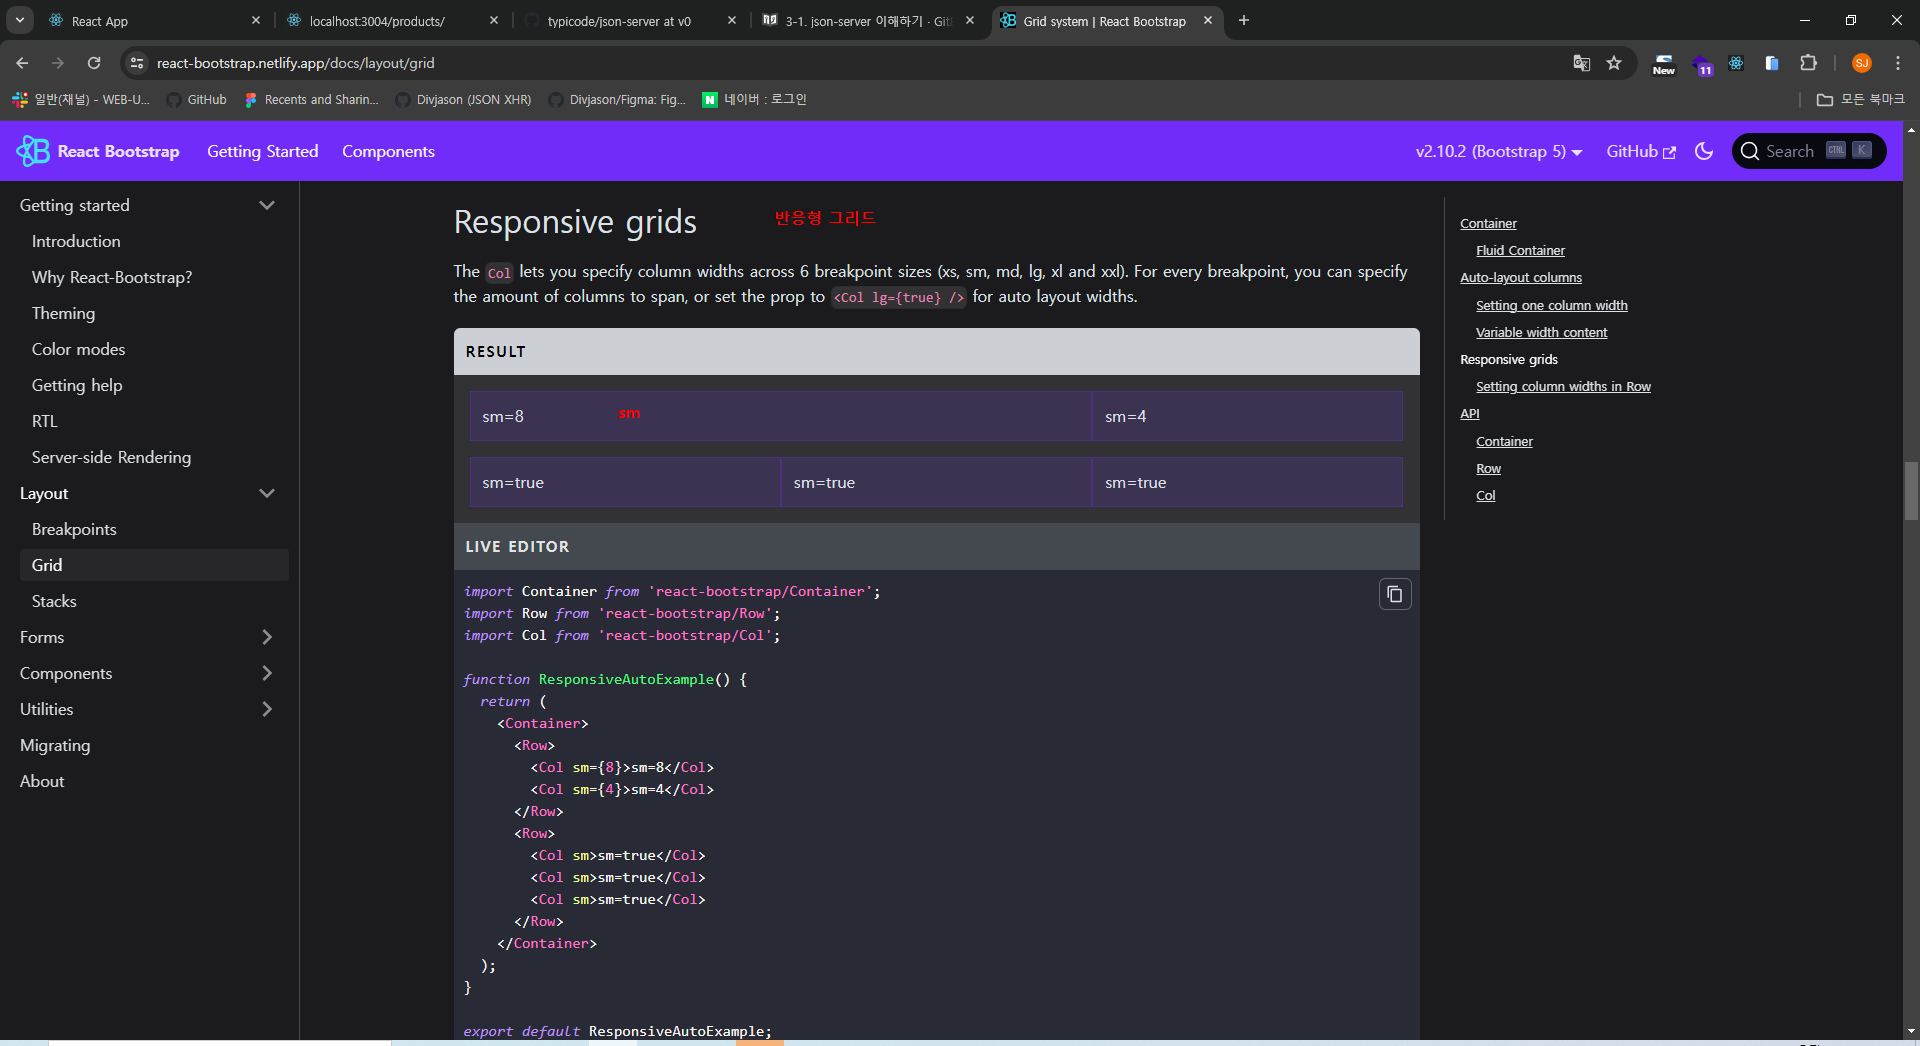 React App
localhost:3004/products/
typicode/json-server at v0
3-1. json-server 이해하기 · Git
Grid system | React Bootstrap
react-bootstrap.netlify.app/docs/layout/grid
New
11
SJ
일반(채널) - WEB-U...
GitHub
Recents and Sharin...
Divjason (JSON XHR)
Divjason/Figma: Fig...
N
네이버 : 로그인
모든 북마크
B
React Bootstrap
Getting Started
Components
v2.10.2 (Bootstrap 5)
GitHub
Search
CTRL
K
Getting started
Introduction
Why React-Bootstrap?
Theming
Color modes
Getting help
RTL
Server-side Rendering
Layout
Breakpoints
Grid
Stacks
Forms
Components
Utilities
Migrating
About
Responsive grids
반응형 그리드
The Col lets you specify column widths across 6 breakpoint sizes (xs, sm, md, lg, xl and xxl). For every breakpoint, you can specify
the amount of columns to span, or set the prop to <Col lg={true} /> for auto layout widths.
RESULT
sm=8
sm
sm=4
sm=true
sm=true
sm=true
LIVE EDITOR
import Container from 'react-bootstrap/Container';
import Row from 'react-bootstrap/Row';
import Col from 'react-bootstrap/Col';
function ResponsiveAutoExample() {
return (
<Container>
<Row>
<Col sm={8}>sm=8</Col>
<Col sm={4}>sm=4</Col>
</Row>
<Row>
<Col sm>sm=true</Col>
<Col sm>sm=true</Col>
<Col sm>sm=true</Col>
</Row>
</Container>
);
}
export default ResponsiveAutoExample;
Container
Fluid Container
Auto-layout columns
Setting one column width
Variable width content
Responsive grids
Setting column widths in Row
API
Container
Row
Col